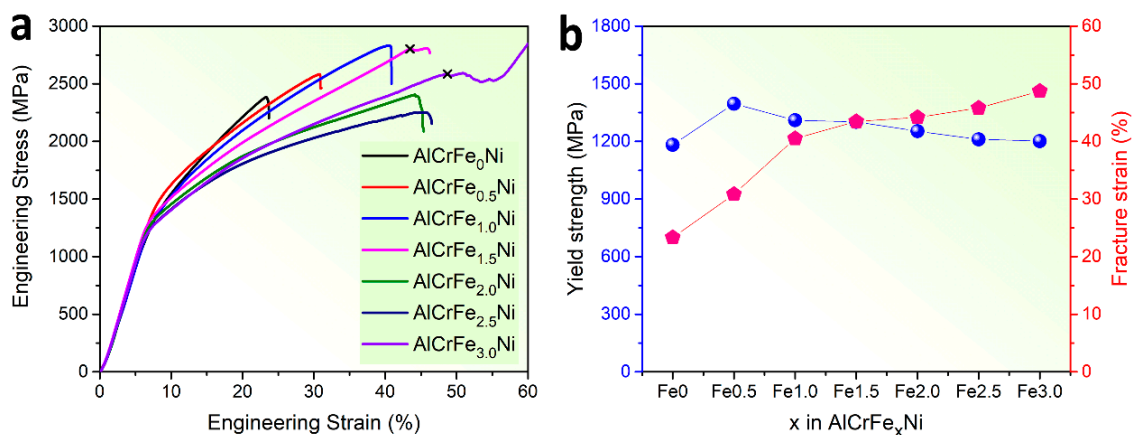 a
3000
2500
2000
1500
1000
500
0
Engineering Stress (MPa)
0 10 20 30 40 50 60
Engineering Strain (%)
AlCrFe0Ni
AlCrFe0.5Ni
AlCrFe1.0Ni
AlCrFe1.5Ni
AlCrFe2.0Ni
AlCrFe2.5Ni
AlCrFe3.0Ni
b
1800
1500
1200
900
600
300
0
Yield strength (MPa)
60
50
40
30
20
10
0
Fracture strain (%)
Fe0 Fe0.5 Fe1.0 Fe1.5 Fe2.0 Fe2.5 Fe3.0
x in AlCrFexNi